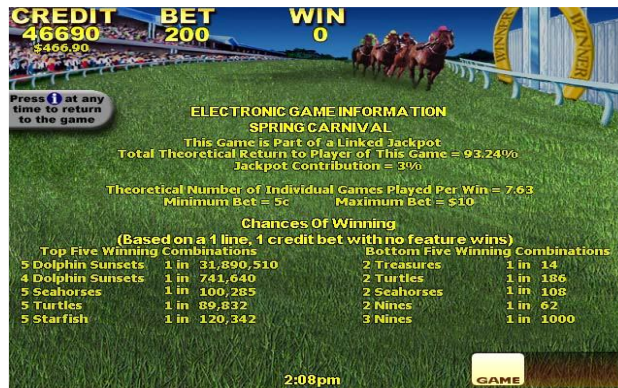 CREDIT BET WIN
46690 200 0
$466.90
WINNER
Press i at any
time to return
to the game
ELECTRONIC GAME INFORMATION
SPRING CARNIVAL
This Game is Part of a Linked Jackpot
Total Theoretical Return to Player of This Game = 93.24%
Jackpot Contribution = 3%
Theoretical Number of Individual Games Played Per Win = 7.63
Minimum Bet = 5c Maximum Bet = $10
Chances Of Winning
(Based on a 1 line, 1 credit bet with no feature wins)
Top Five Winning Combinations Bottom Five Winning Combinations
5 Dolphin Sunsets 1 in 31,890,510 2 Treasures 1 in 14
4 Dolphin Sunsets 1 in 741,640 2 Turtles 1 in 186
5 Seahorses 1 in 100,285 2 Seahorses 1 in 108
5 Turtles 1 in 89,832 2 Nines 1 in 62
5 Starfish 1 in 120,342 3 Nines 1 in 1000
2:08pm
GAME